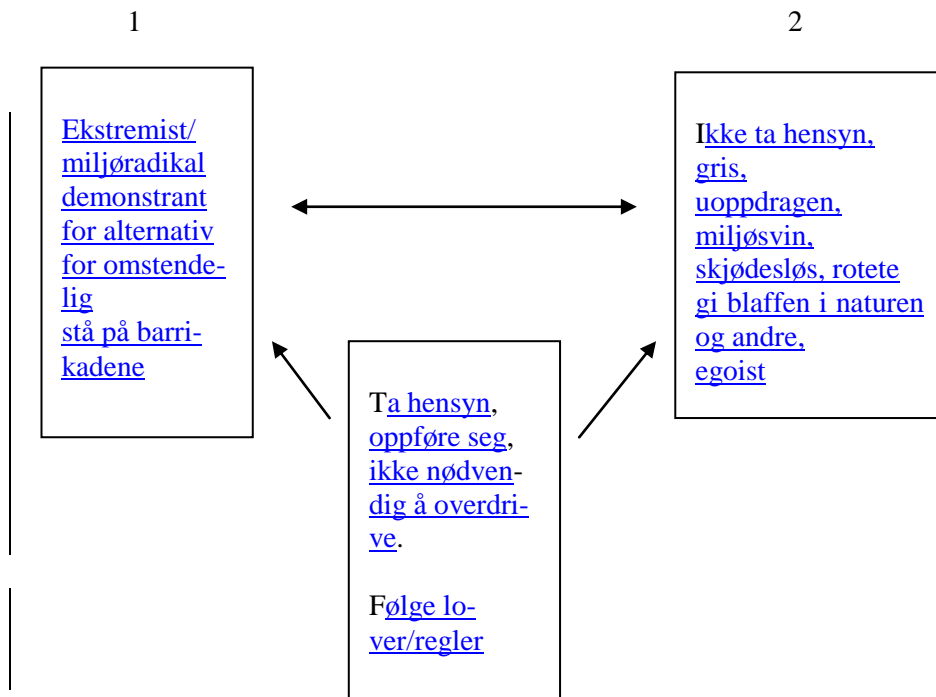 1
2
Ekstremist/
miljøradikal
demonstrant
for alternativ
for omstende-
lig
stå på barri-
kadene
Ikke ta hensyn,
gris,
uoppdragen,
miljøsvin,
skjødesløs, rotete
gi blaffen i naturen
og andre,
egoist
Ta hensyn,
oppføre seg,
ikke nødven-
dig å overdri-
ve.
Følge lo-
ver/regler